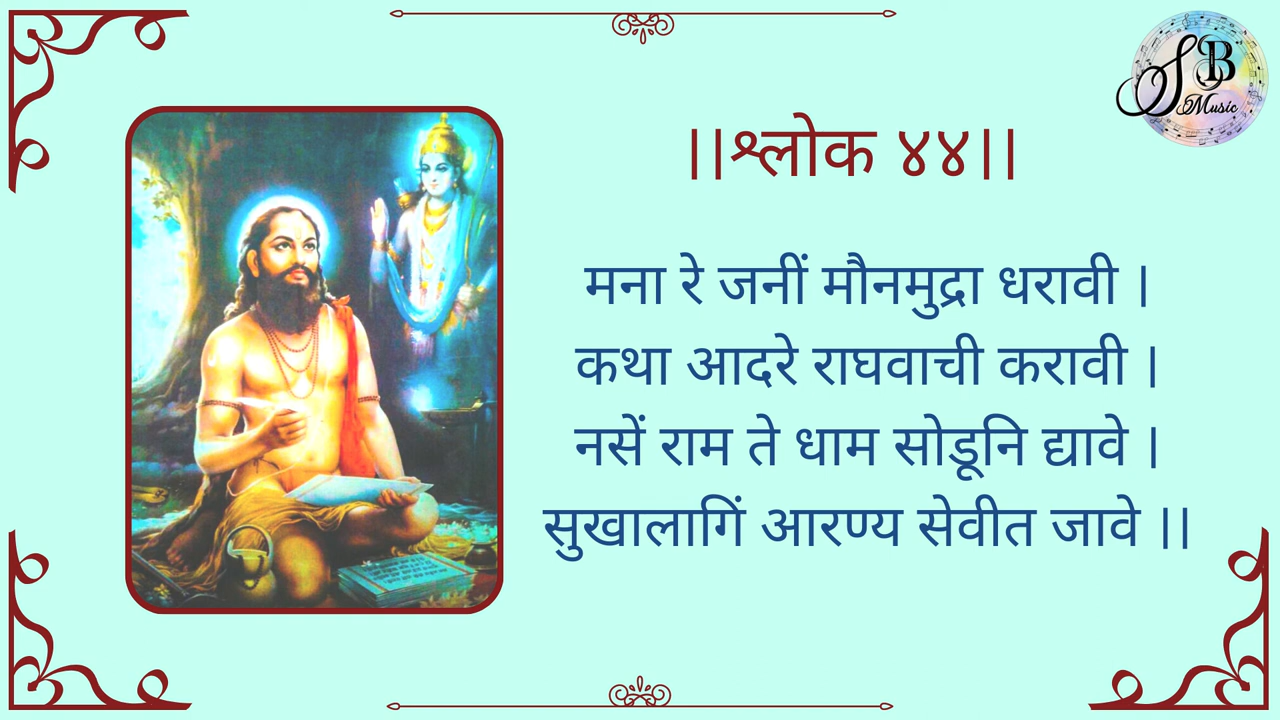 SB
Music
||श्लोक ४४||
मना रे जनीं मौनमुद्रा धरावी |
कथा आदरे राघवाची करावी |
नसें राम ते धाम सोडूनि द्यावे |
सुखालागिं आरण्य सेवीत जावे ||